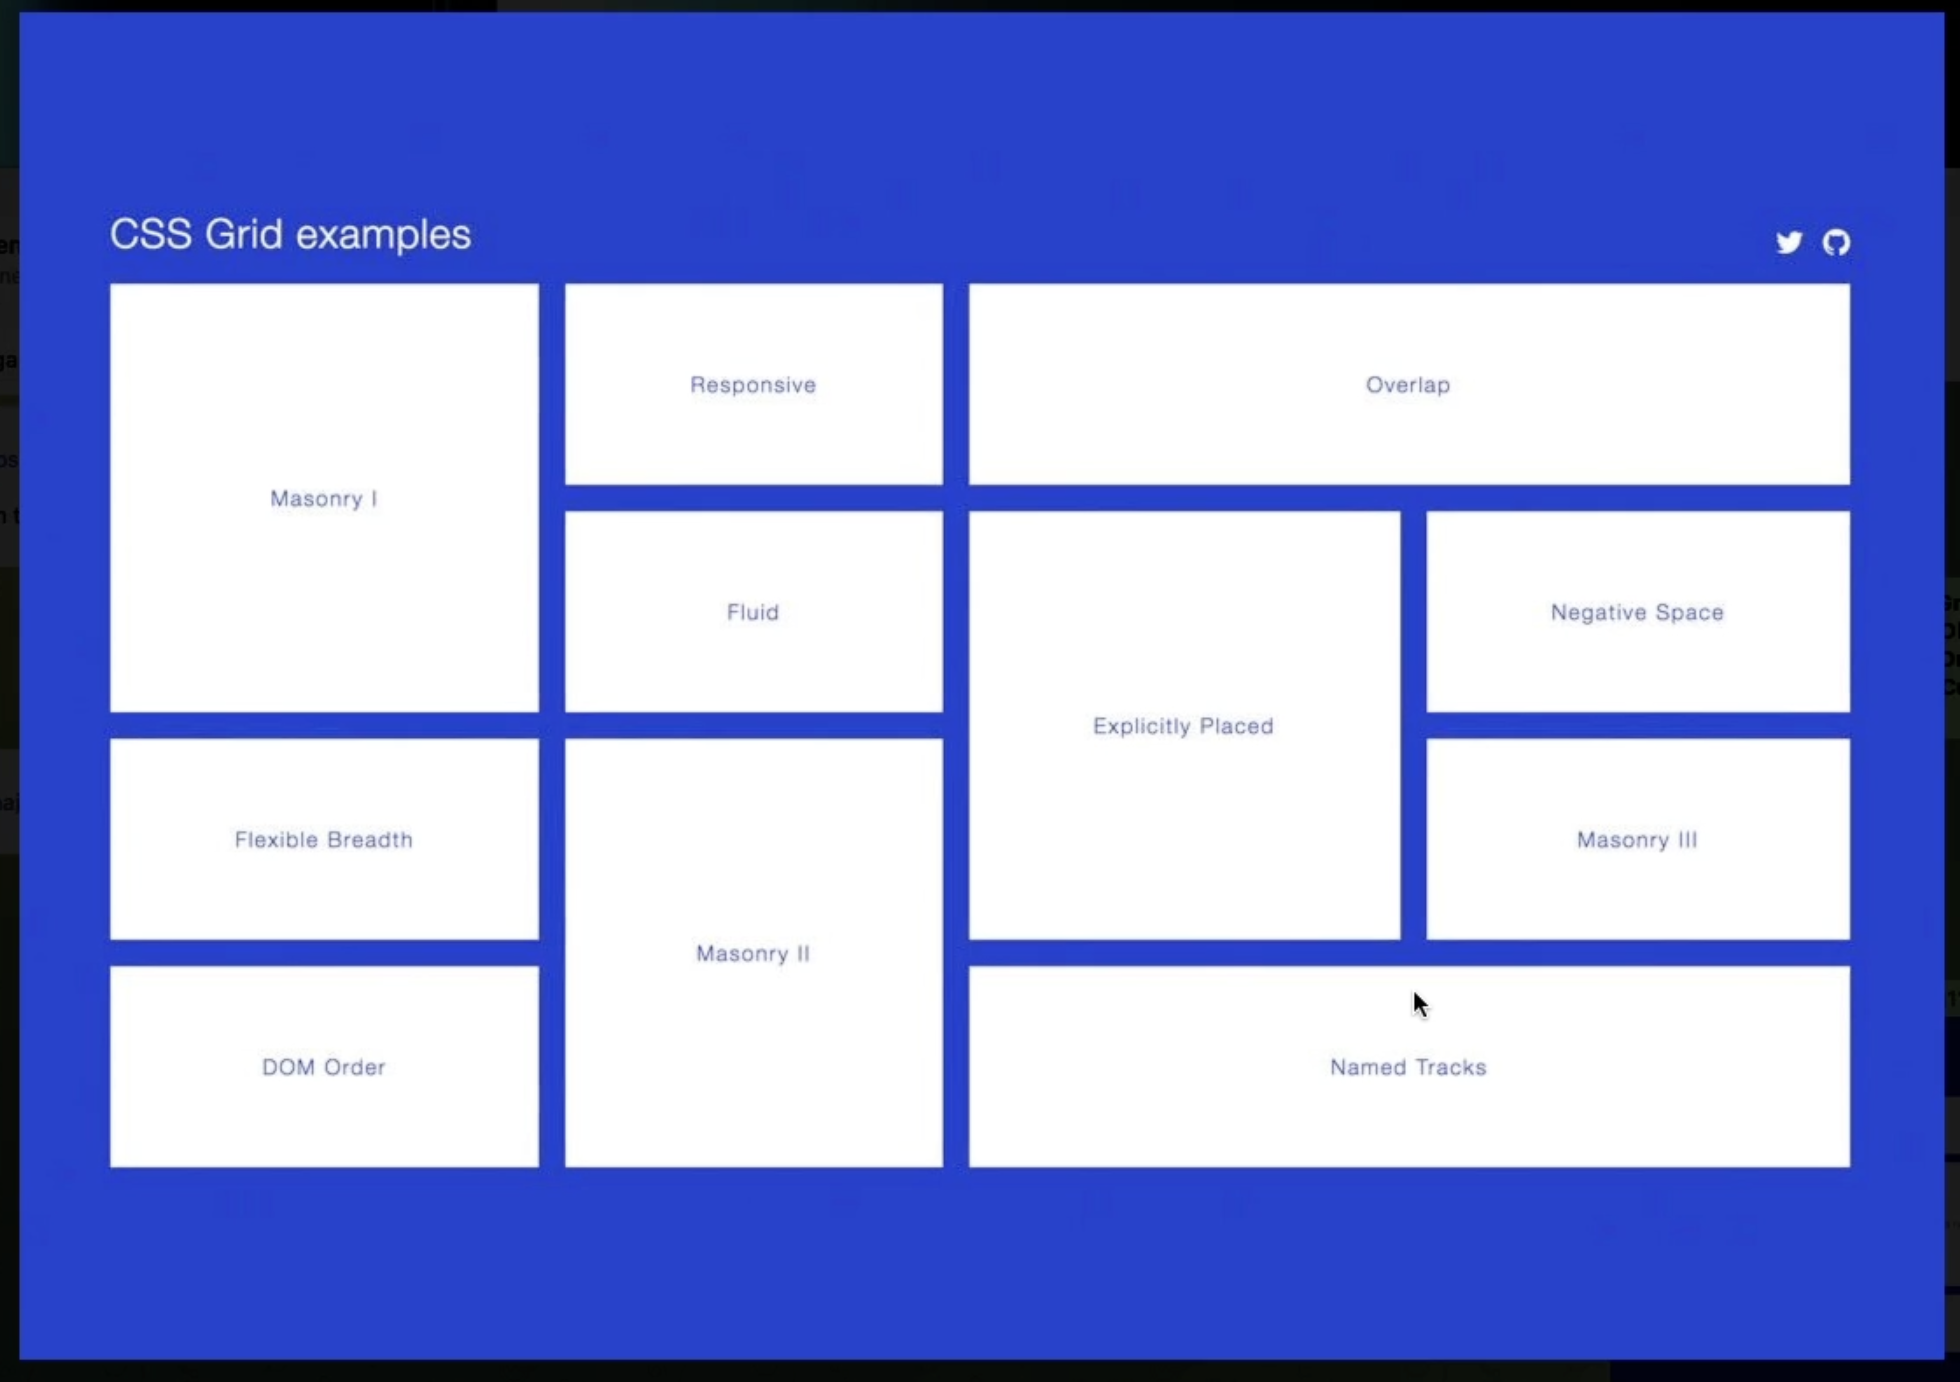 CSS Grid examples
Responsive
Overlap
Masonry I
Fluid
Negative Space
Explicitly Placed
Flexible Breadth
Masonry III
Masonry II
DOM Order
Named Tracks